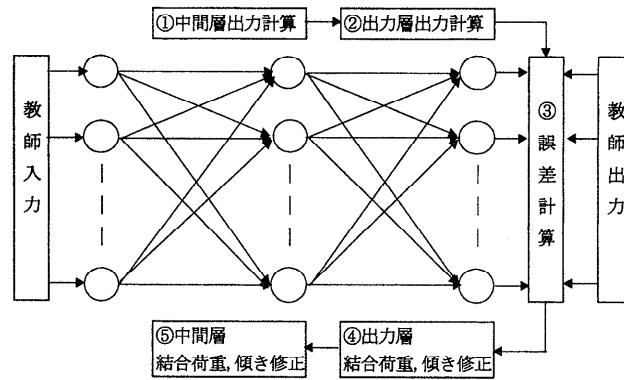 ①中間層出力計算
②出力層出力計算
教師入力
③誤差計算
教師出力
⑤中間層
結合荷重,傾き修正
④出力層
結合荷重,傾き修正